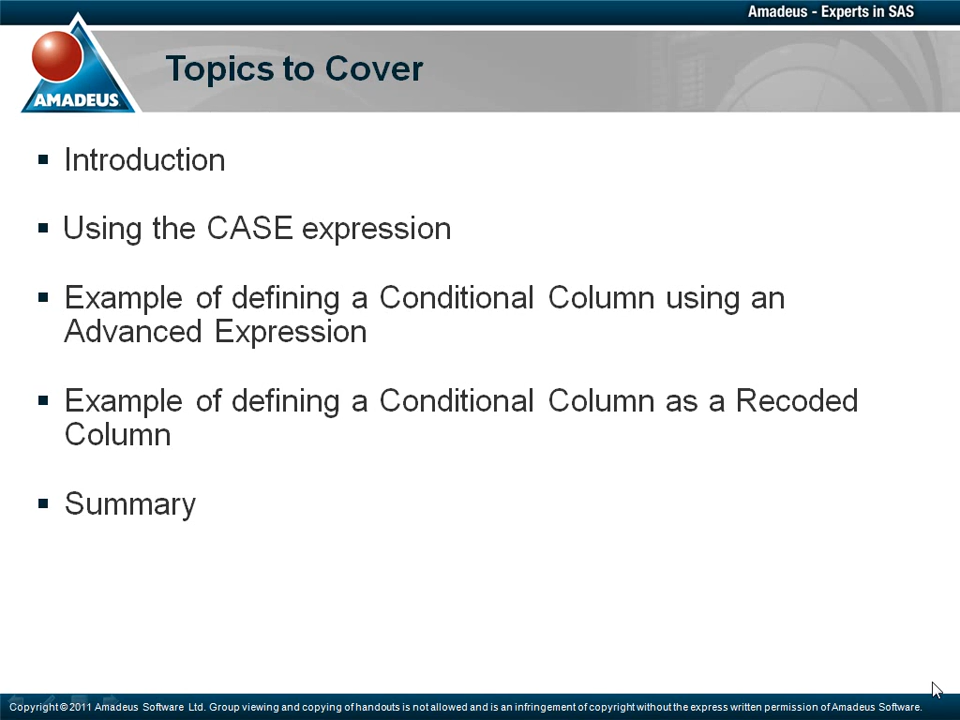 Amadeus - Experts in SAS
AMADEUS
Topics to Cover
Introduction
Using the CASE expression
Example of defining a Conditional Column using an
Advanced Expression
Example of defining a Conditional Column as a Recoded
Column
Summary
Copyright © 2011 Amadeus Software Ltd. Group viewing and copying of handouts is not allowed and is an infringement of copyright without the express written permission of Amadeus Software.